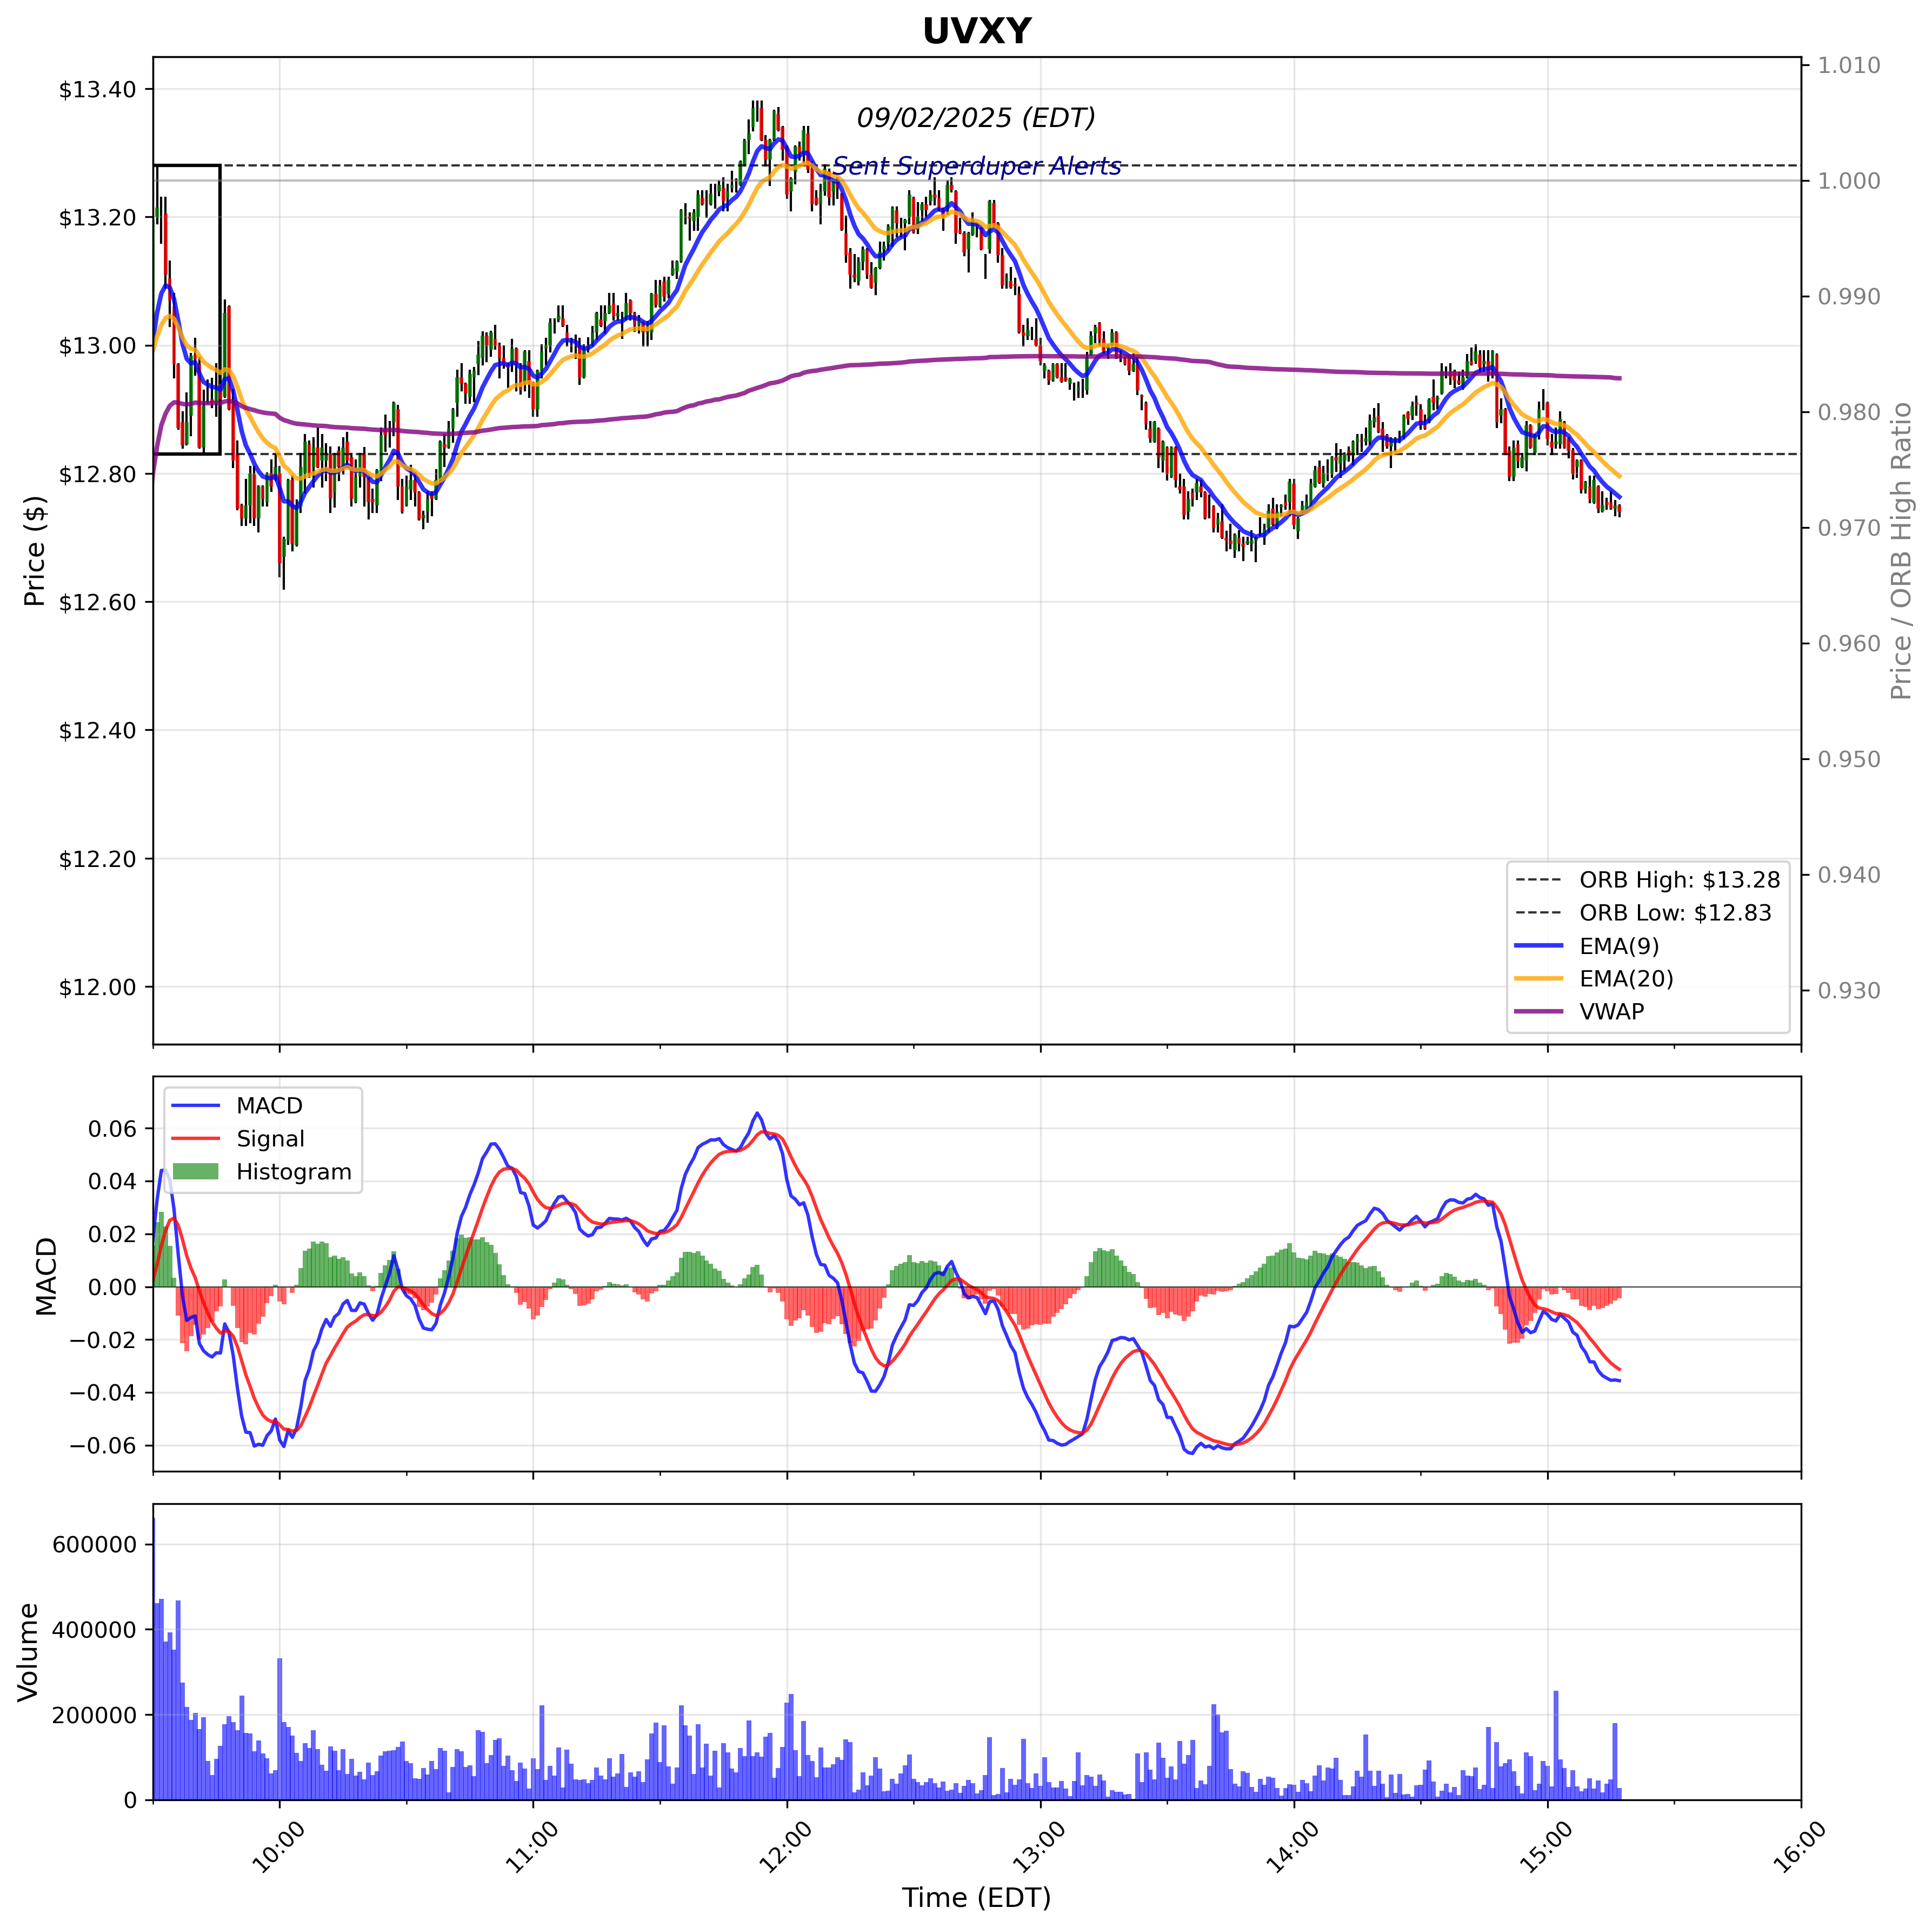 UVXY
09/02/2025 (EDT)
Sent Superduper Alerts
Price ($)
$13.40
$13.20
$13.00
$12.80
$12.60
$12.40
$12.20
$12.00
1.010
1.000
0.990
0.980
0.970
0.960
0.950
0.940
0.930
Price / ORB High Ratio
ORB High: $13.28
ORB Low: $12.83
EMA(9)
EMA(20)
VWAP
MACD
0.06
0.04
0.02
0.00
−0.02
−0.04
−0.06
MACD
Signal
Histogram
Volume
600000
400000
200000
0
10:00
11:00
12:00
13:00
14:00
15:00
16:00
Time (EDT)